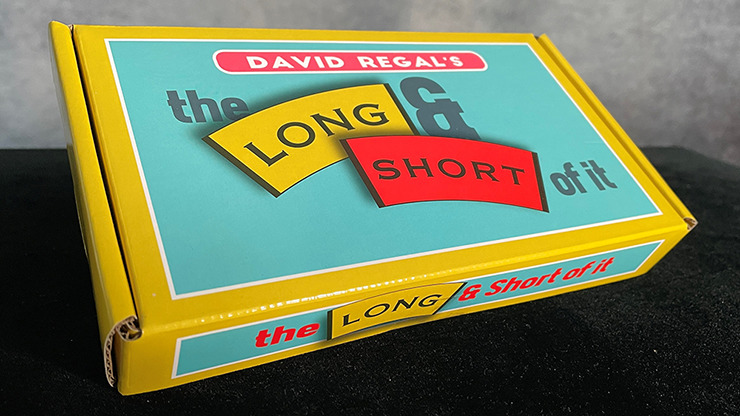 DAVID REGAL'S
the LONG &
SHORT of it
the LONG & Short of it